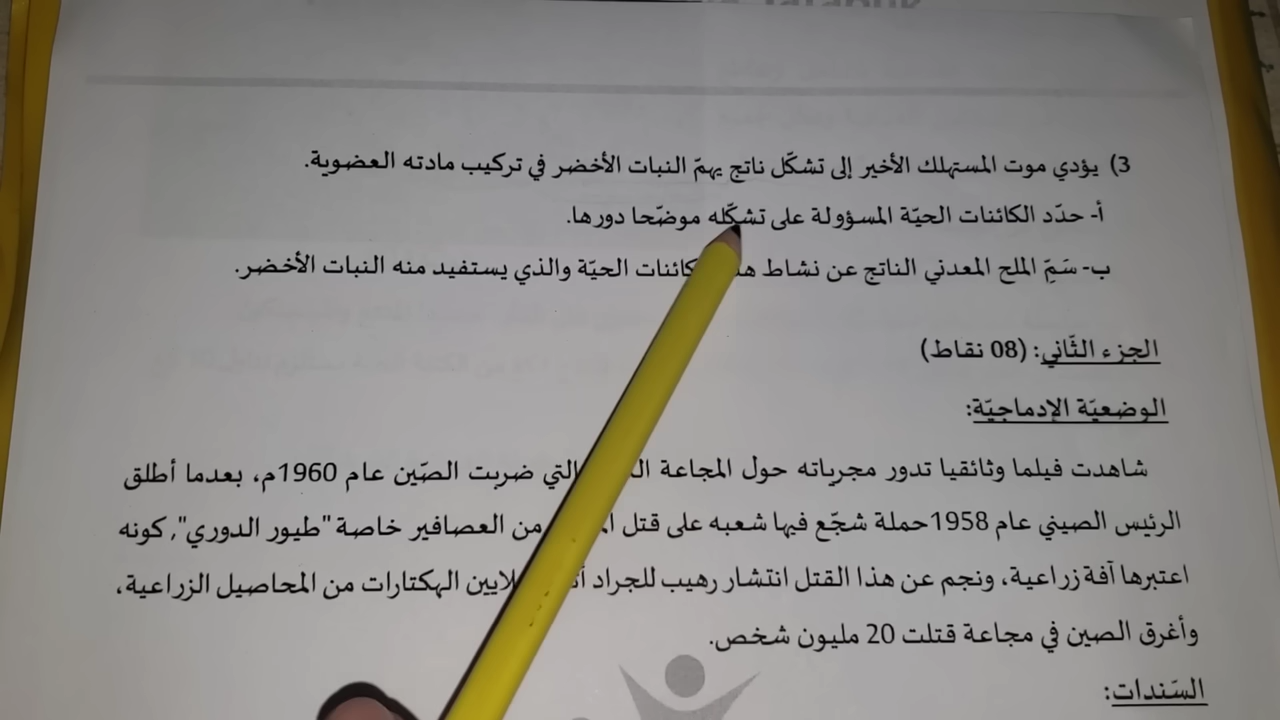 3) يؤدي موت المستهلك الأخير إلى تشكّل ناتج يهمّ النبات الأخضر في تركيب مادته العضوية.
أ- حدّد الكائنات الحيّة المسؤولة على تشكّله موضّحا دورها.
ب- سَمِّ الملح المعدني الناتج عن نشاط الحيّة والذي يستفيد منه النبات الأخضر.
الجزء الثّاني: (08 نقاط)
الوضعيّة الإدماجيّة:
شاهدت فيلما وثائقيا تدور مجرياته حول المجاعة التي ضربت الصّين عام 1960م، بعدما أطلق
الرئيس الصيني عام 1958حملة شجّع فيها شعبه على قتل من العصافير خاصة "طيور الدوري", كونه
اعتبرها آفة زراعية، ونجم عن هذا القتل انتشار رهيب للجراد الهكتارات من المحاصيل الزراعية،
وأغرق الصين في مجاعة قتلت 20 مليون شخص.
السّندات: